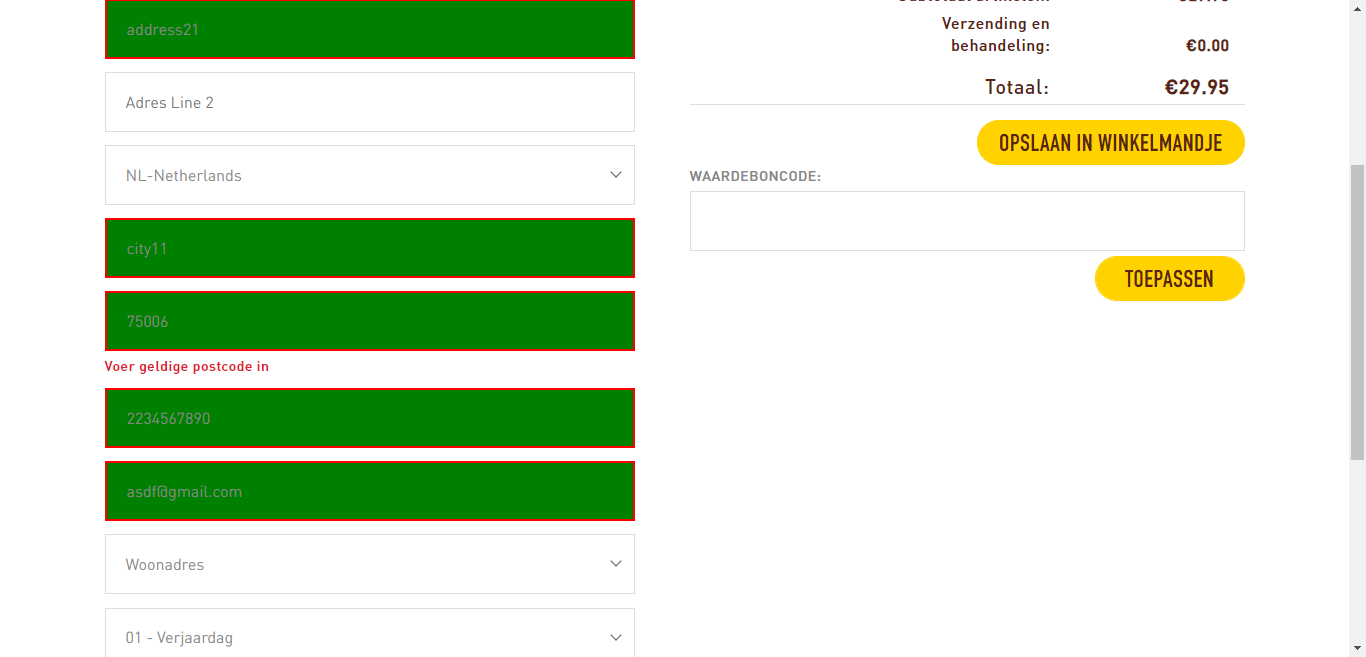 address21
Adres Line 2
NL-Netherlands
city11
75006
Voer geldige postcode in
2234567890
asdf@gmail.com
Woonadres
01 - Verjaardag
Verzending en
behandeling: €0.00
Totaal: €29.95
OPSLAAN IN WINKELMANDJE
WAARDEBONCODE:
TOEPASSEN